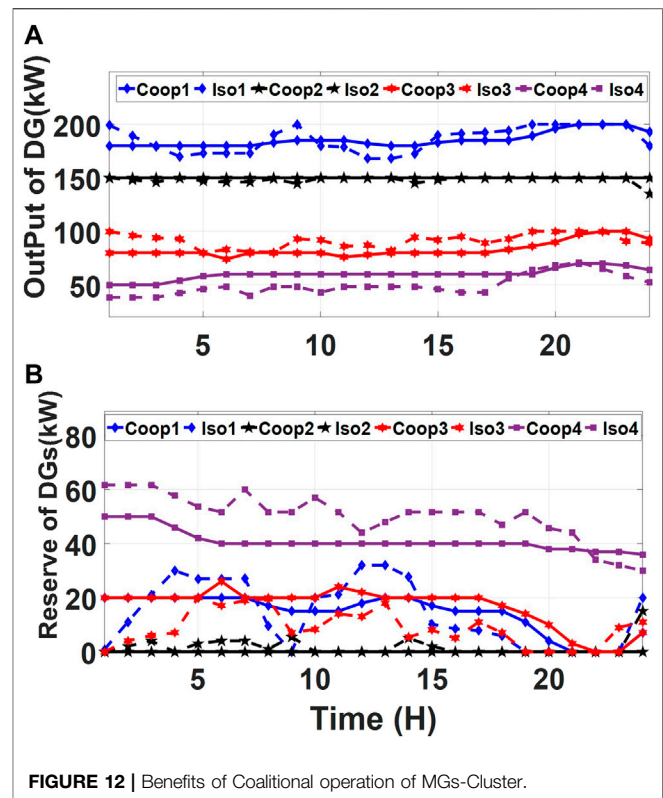 A
Coop1 Iso1 Coop2 Iso2 Coop3 Iso3 Coop4 Iso4
OutPut of DG(kW)
200
150
100
50
5 10 15 20
B
Coop1 Iso1 Coop2 Iso2 Coop3 Iso3 Coop4 Iso4
Reserve of DGs(kW)
80
60
40
20
0
5 10 15 20
Time (H)
FIGURE 12 | Benefits of Coalitional operation of MGs-Cluster.